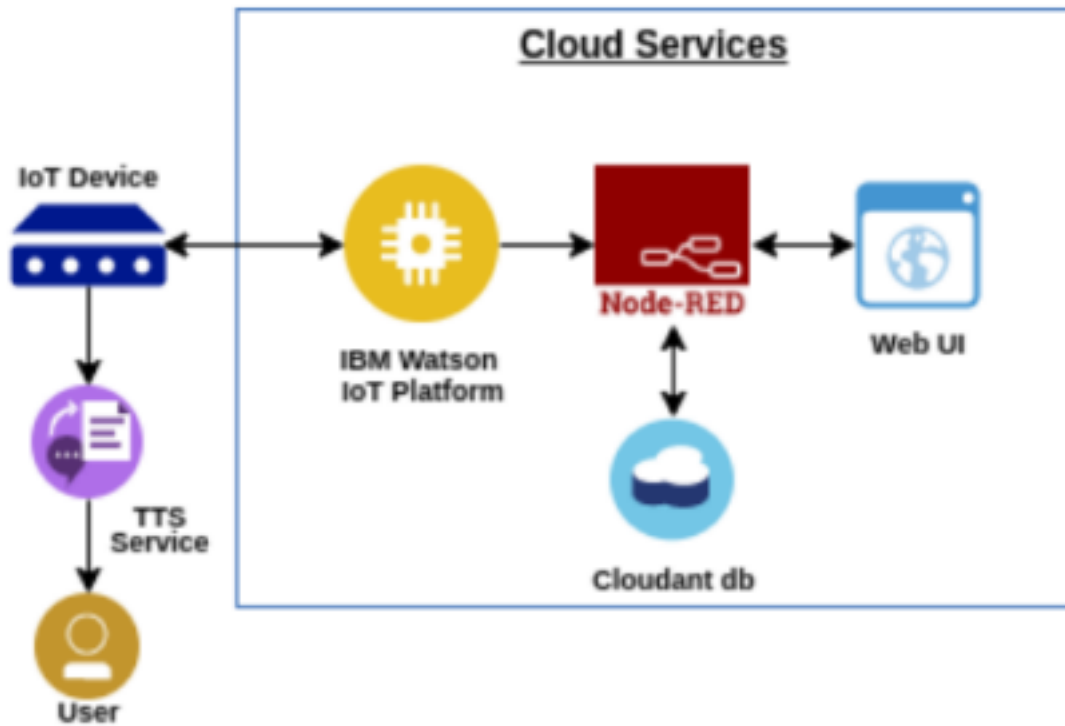 Cloud Services
IoT Device
Node-RED
IBM Watson
IoT Platform
Web UI
TTS
Service
Cloudant db
User